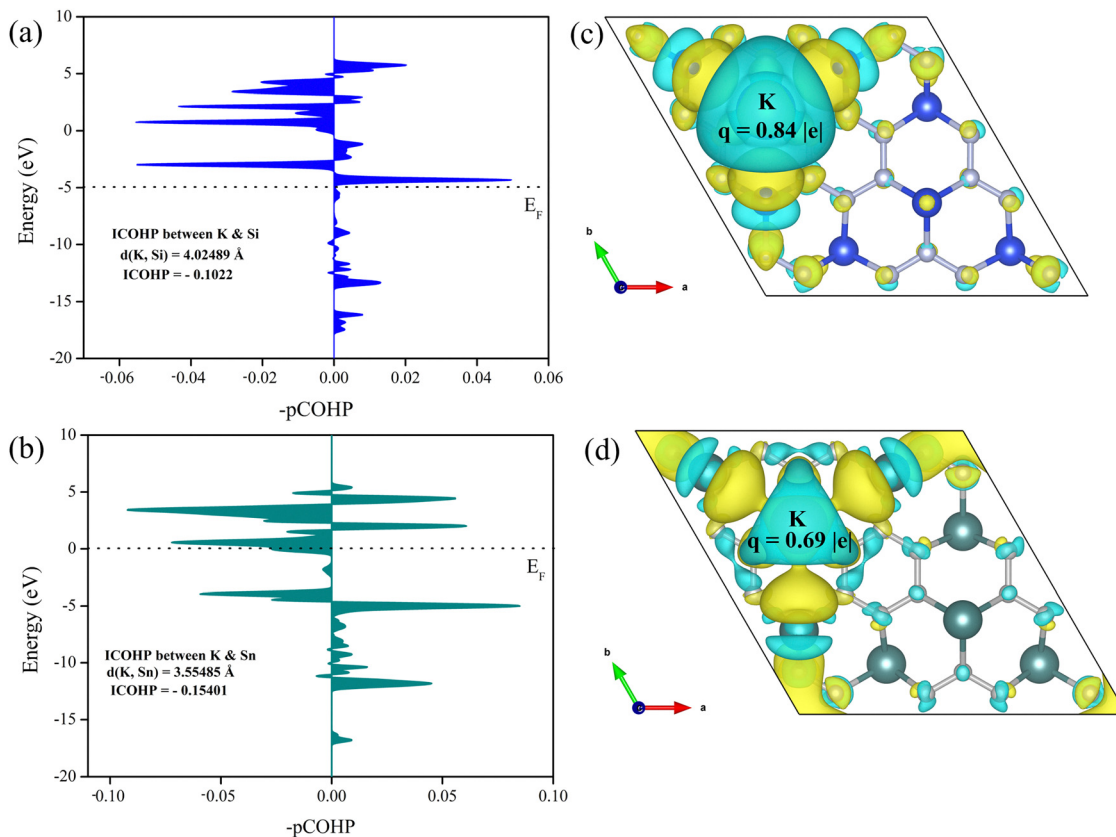 (a)
10
5
0
-5
-10
-15
-20
Energy (eV)
E_F
ICOHP between K & Si
d(K, Si) = 4.02489 Å
ICOHP = - 0.1022
-0.06 -0.04 -0.02 0.00 0.02 0.04 0.06
-pCOHP
(c)
K
q = 0.84 |e|
b
c
a
(b)
10
5
0
-5
-10
-15
-20
Energy (eV)
E_F
ICOHP between K & Sn
d(K, Sn) = 3.55485 Å
ICOHP = - 0.15401
-0.10 -0.05 0.00 0.05 0.10
-pCOHP
(d)
K
q = 0.69 |e|
b
c
a